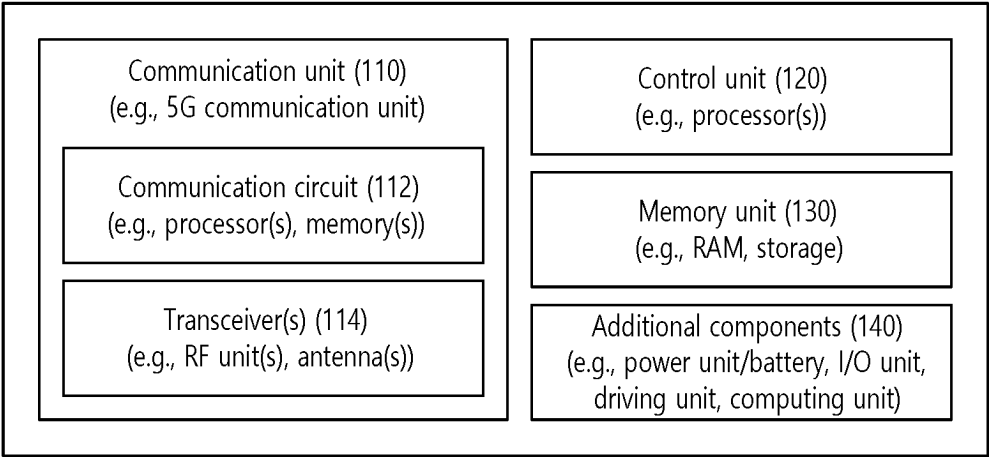 Communication unit (110)
(e.g., 5G communication unit)
Communication circuit (112)
(e.g., processor(s), memory(s))
Transceiver(s) (114)
(e.g., RF unit(s), antenna(s))
Control unit (120)
(e.g., processor(s))
Memory unit (130)
(e.g., RAM, storage)
Additional components (140)
(e.g., power unit/battery, I/O unit,
driving unit, computing unit)